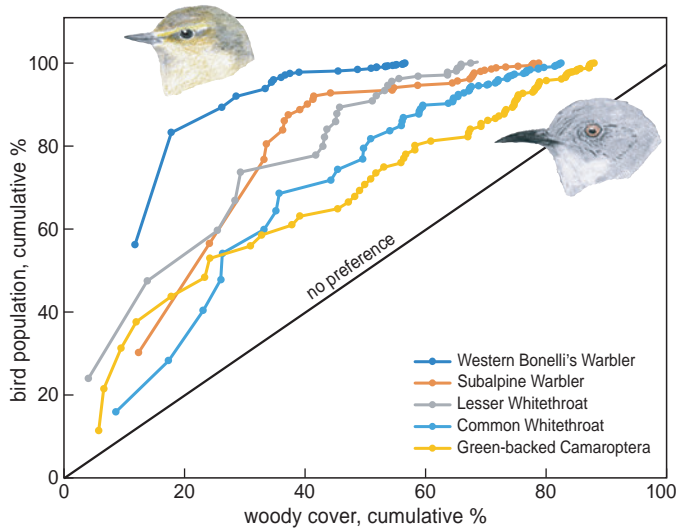 bird population, cumulative %
100
80
60
40
20
0
no preference
Western Bonelli's Warbler
Subalpine Warbler
Lesser Whitethroat
Common Whitethroat
Green-backed Camaroptera
0 20 40 60 80 100
woody cover, cumulative %